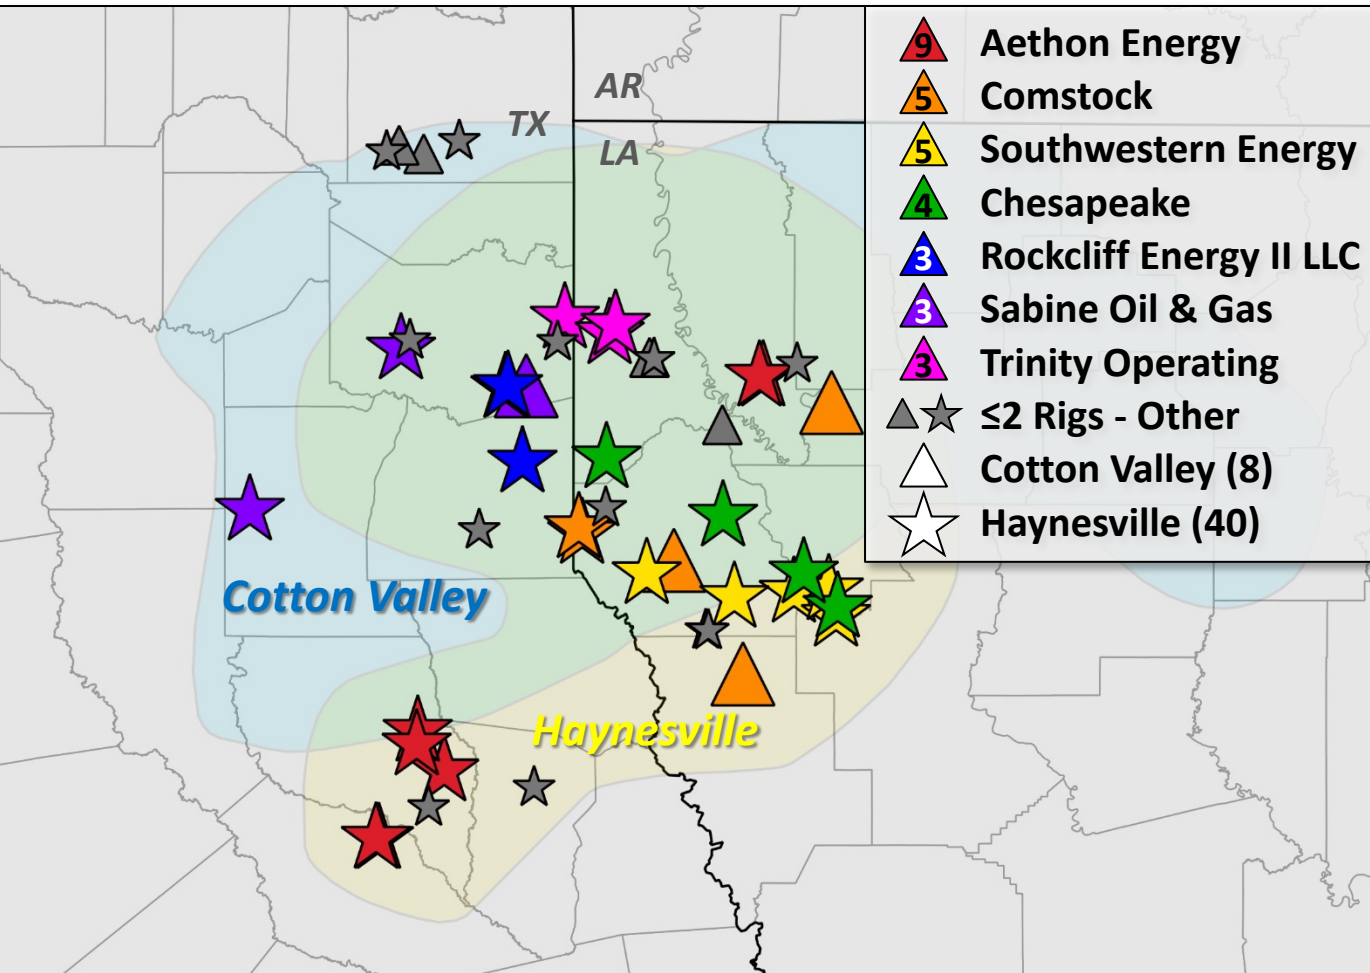 9 Aethon Energy
5 Comstock
5 Southwestern Energy
4 Chesapeake
3 Rockcliff Energy II LLC
3 Sabine Oil & Gas
3 Trinity Operating
≤2 Rigs - Other
Cotton Valley (8)
Haynesville (40)
AR
TX
LA
Cotton Valley
Haynesville